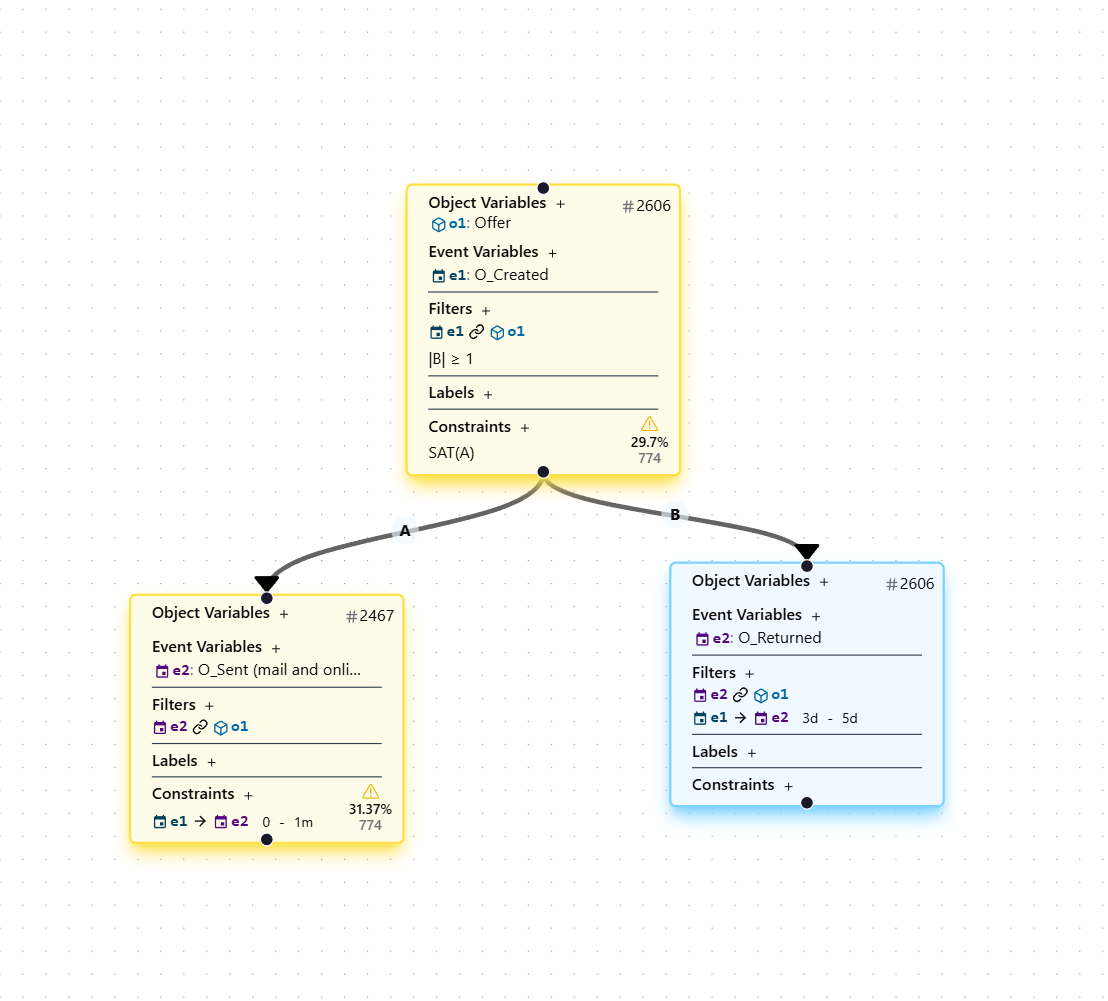 Object Variables +
#2606
o1: Offer
Event Variables +
e1: O_Created
Filters +
e1 o1
|B| ≥ 1
Labels +
Constraints +
SAT(A)
29.7%
774
A
B
Object Variables +
#2467
Event Variables +
e2: O_Sent (mail and onli...
Filters +
e2 o1
Labels +
Constraints +
e1 → e2 0 - 1m
31.37%
774
Object Variables +
#2606
Event Variables +
e2: O_Returned
Filters +
e2 o1
e1 → e2 3d - 5d
Labels +
Constraints +